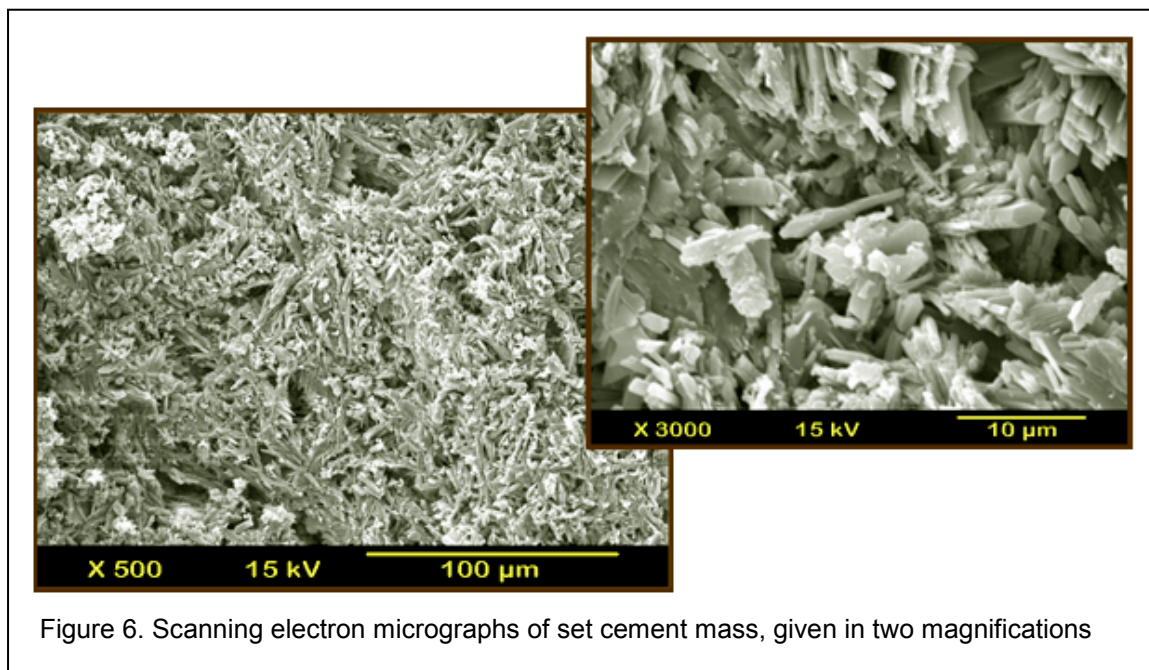 X 3000 15 kV 10 µm
X 500 15 kV 100 µm
Figure 6. Scanning electron micrographs of set cement mass, given in two magnifications